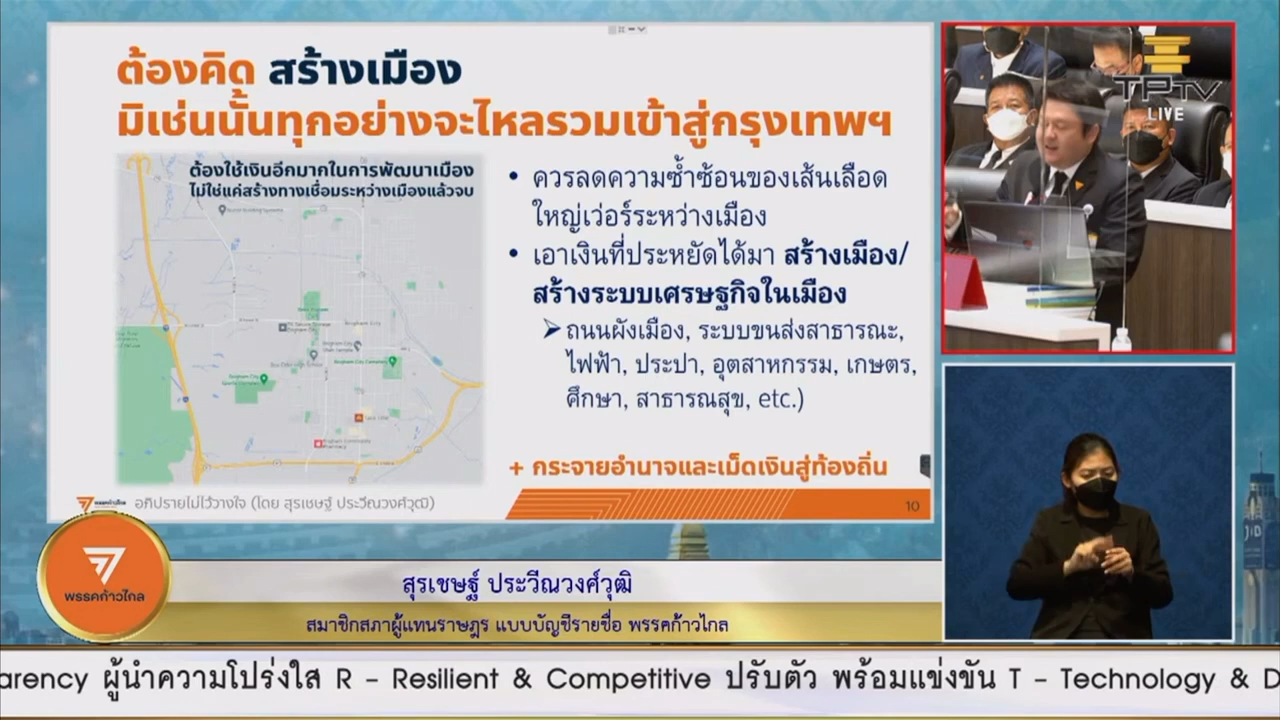 ต้องคิด สร้างเมือง
มิเช่นนั้นทุกอย่างจะไหลรวมเข้าสู่กรุงเทพฯ
ต้องใช้เงินอีกมากในการพัฒนาเมือง
ไม่ใช่แค่สร้างทางเชื่อมระหว่างเมืองแล้วจบ
• ควรลดความซ้ำซ้อนของเส้นเลือด
ใหญ่เว่อร์ระหว่างเมือง
• เอาเงินที่ประหยัดได้มา สร้างเมือง/
สร้างระบบเศรษฐกิจในเมือง
➢ ถนนผังเมือง, ระบบขนส่งสาธารณะ,
ไฟฟ้า, ประปา, อุตสาหกรรม, เกษตร,
ศึกษา, สาธารณสุข, etc.)
+ กระจายอำนาจและเม็ดเงินสู่ท้องถิ่น
อภิปรายไม่ไว้วางใจ (โดย สุรเชษฐ์ ประวีณวงศ์วุฒิ)
10
TPTV
LIVE
พรรคก้าวไกล
สุรเชษฐ์ ประวีณวงศ์วุฒิ
สมาชิกสภาผู้แทนราษฎร แบบบัญชีรายชื่อ พรรคก้าวไกล
arency ผู้นำความโปร่งใส R - Resilient & Competitive ปรับตัว พร้อมแข่งขัน T - Technology & D